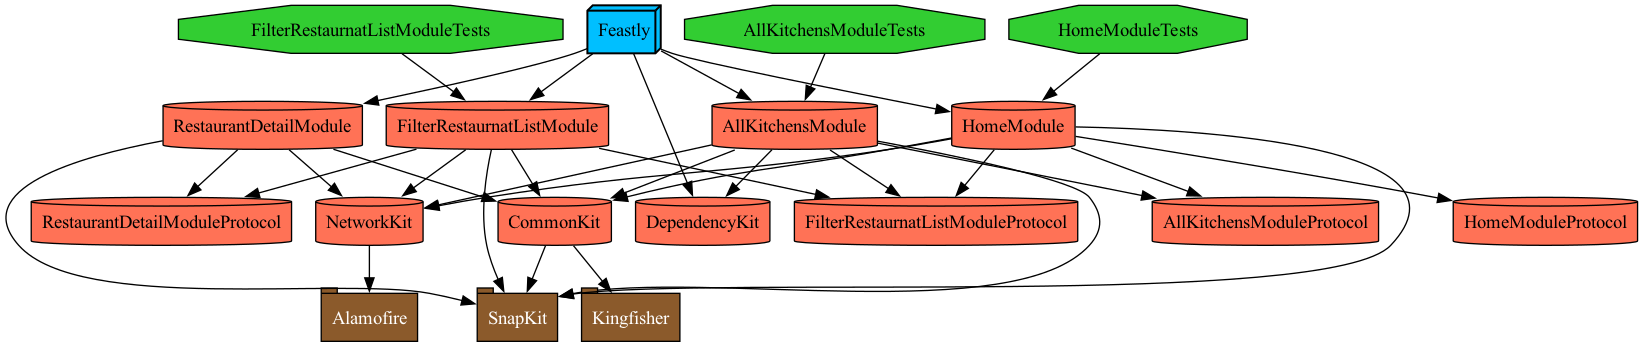 FilterRestaurnatListModuleTests
Feastly
AllKitchensModuleTests
HomeModuleTests
RestaurantDetailModule
FilterRestaurnatListModule
AllKitchensModule
HomeModule
RestaurantDetailModuleProtocol
NetworkKit
CommonKit
DependencyKit
FilterRestaurnatListModuleProtocol
AllKitchensModuleProtocol
HomeModuleProtocol
Alamofire
SnapKit
Kingfisher